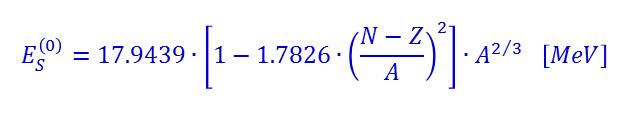 E_S^(0) = 17.9439 · [1 − 1.7826 · ((N − Z)/A)^2] · A^2/3 [MeV]